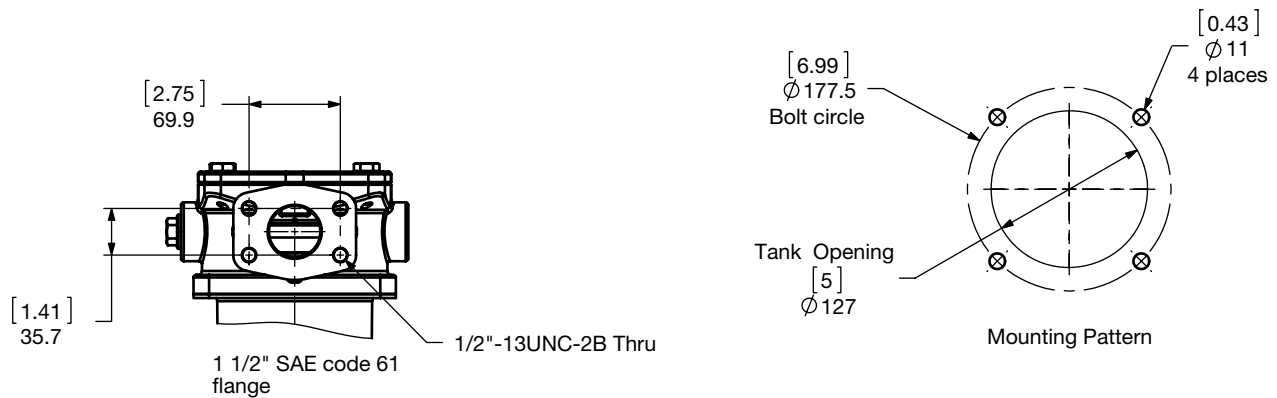 [2.75]
69.9
[1.41]
35.7
1 1/2" SAE code 61
flange
1/2"-13UNC-2B Thru
[0.43]
∅11
4 places
[6.99]
∅177.5
Bolt circle
Tank Opening
[5]
∅127
Mounting Pattern